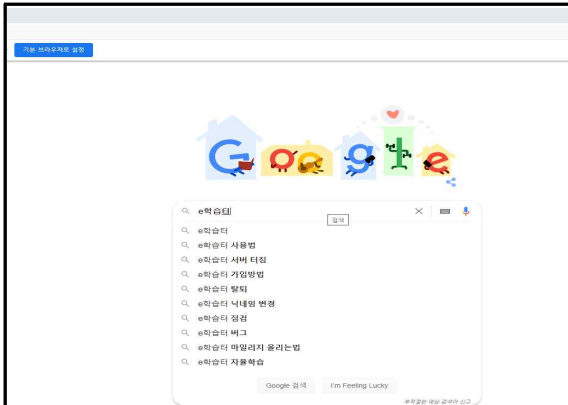 기본 브라우저로 설정
Google
e학습터
검색
e학습터
e학습터 사용법
e학습터 서버 터짐
e학습터 가입방법
e학습터 탈퇴
e학습터 닉네임 변경
e학습터 점검
e학습터 버그
e학습터 마일리지 올리는법
e학습터 자율학습
Google 검색 I'm Feeling Lucky
부적절한 예상 검색어 신고